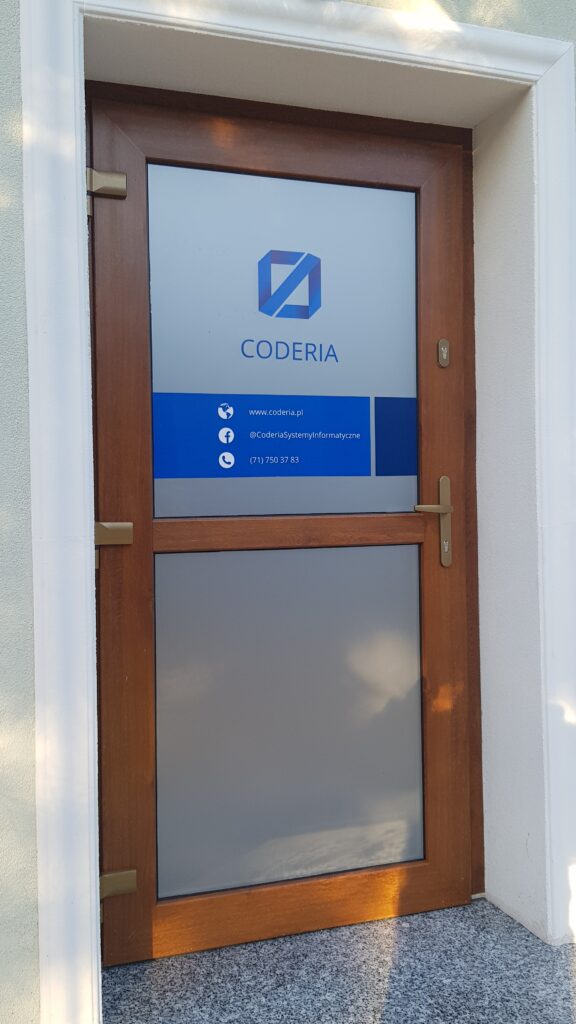 CODERIA
www.coderia.pl
@CoderiaSystemyInformatyczne
(71) 750 37 83